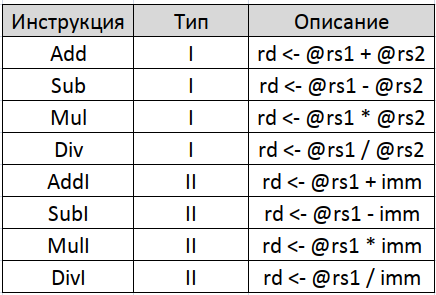 Инструкция Тип Описание
Add I rd <- @rs1 + @rs2
Sub I rd <- @rs1 - @rs2
Mul I rd <- @rs1 * @rs2
Div I rd <- @rs1 / @rs2
AddI II rd <- @rs1 + imm
SubI II rd <- @rs1 - imm
MulI II rd <- @rs1 * imm
DivI II rd <- @rs1 / imm